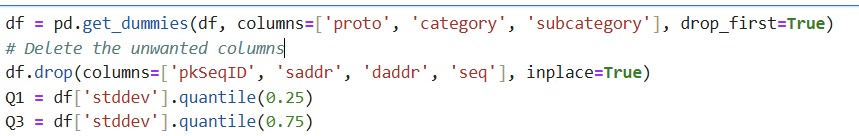 df = pd.get_dummies(df, columns=['proto', 'category', 'subcategory'], drop_first=True)
# Delete the unwanted columns
df.drop(columns=['pkSeqID', 'saddr', 'daddr', 'seq'], inplace=True)
Q1 = df['stddev'].quantile(0.25)
Q3 = df['stddev'].quantile(0.75)